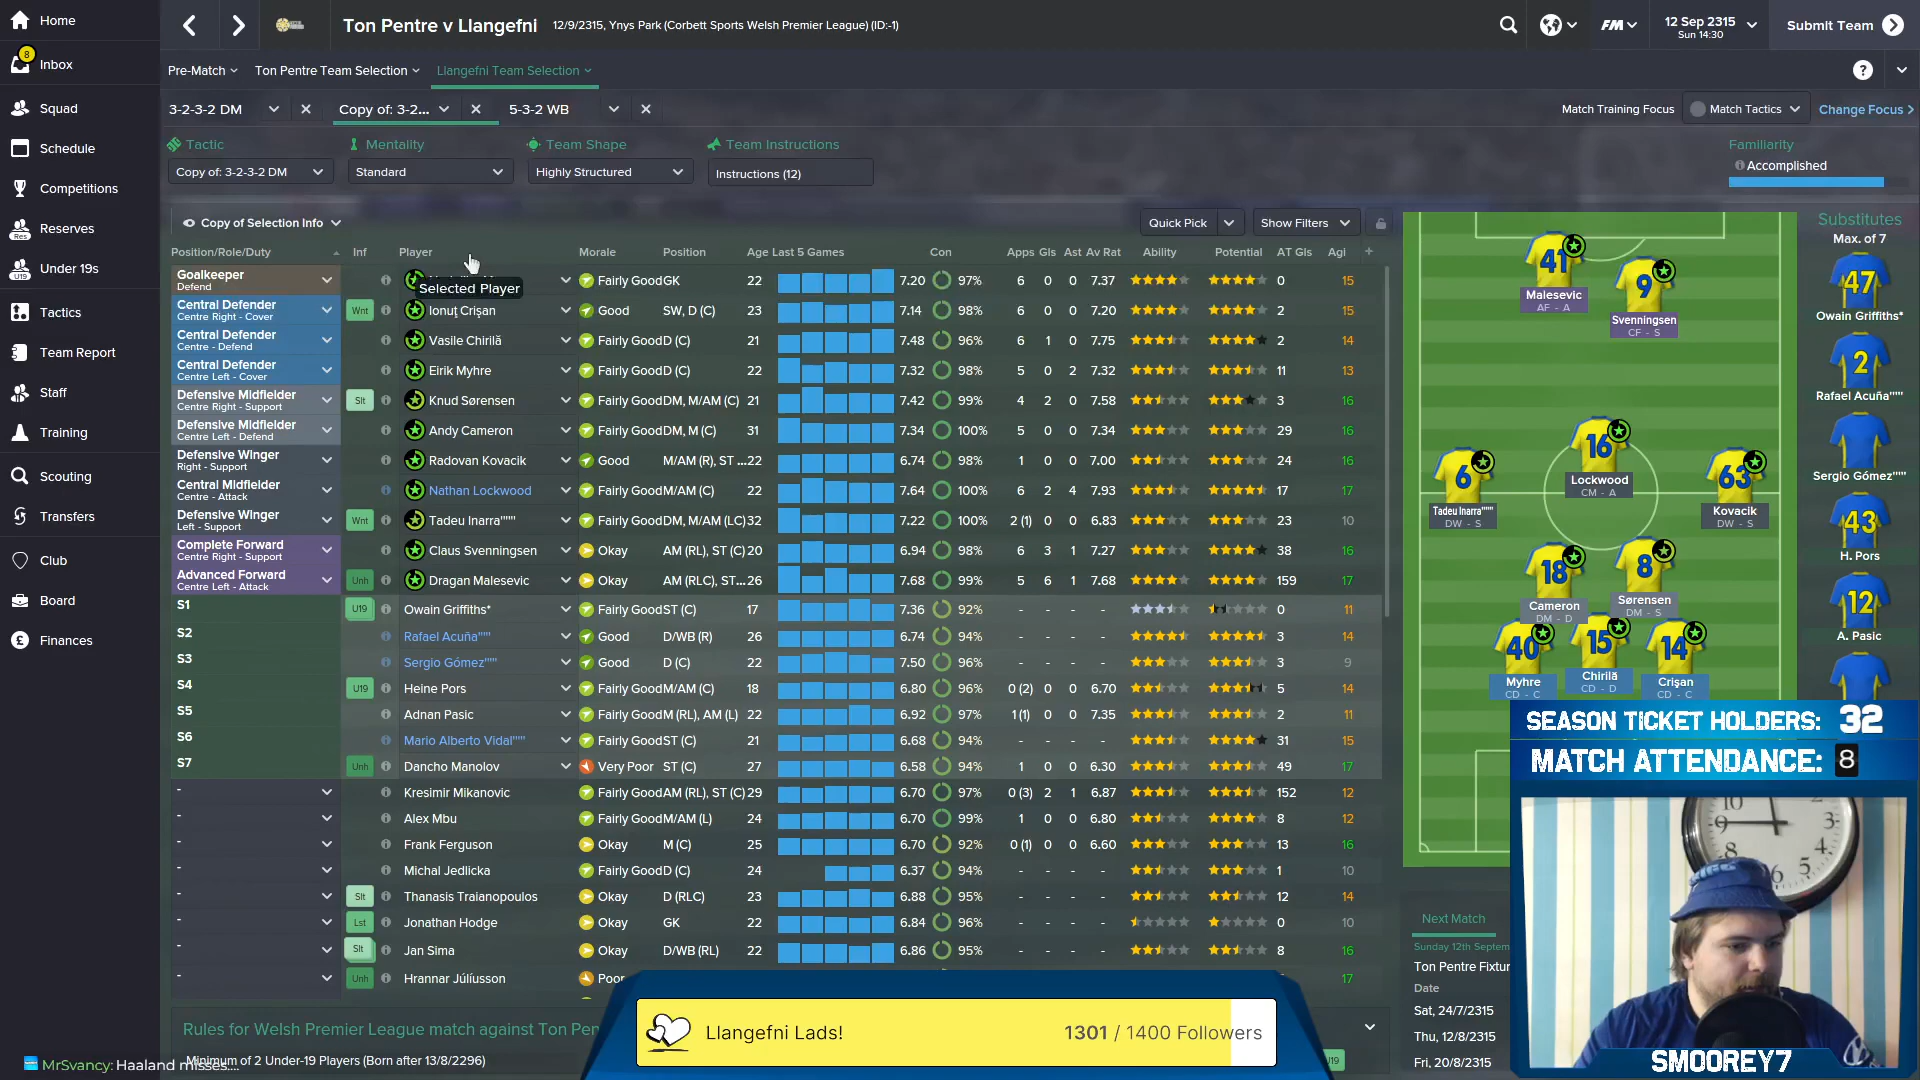 Home
Inbox
8
Squad
Schedule
Competitions
Reserves
Under 19s
Tactics
Team Report
Staff
Training
Scouting
Transfers
Club
Board
Finances
MrSvancy: Haaland misses....
Ton Pentre v Llangefni
12/9/2315, Ynys Park (Corbett Sports Welsh Premier League) (ID:-1)
FM
12 Sep 2315
Sun 14:30
Submit Team
Pre-Match
Ton Pentre Team Selection
Llangefni Team Selection
3-2-3-2 DM
Copy of: 3-2...
5-3-2 WB
Match Training Focus
Match Tactics
Change Focus
Tactic
Copy of: 3-2-3-2 DM
Mentality
Standard
Team Shape
Highly Structured
Team Instructions
Instructions (12)
Familiarity
Accomplished
Copy of Selection Info
Quick Pick
Show Filters
Position/Role/Duty Inf Player Morale Position Age Last 5 Games Con Apps Gls Ast Av Rat Ability Potential AT Gls Agi
Selected Player
Goalkeeper Defend Fairly Good GK 22 7.20 97% 6 0 0 7.37 0 15
Central Defender Centre Right - Cover Wnt Ionuţ Crişan Good SW, D (C) 23 7.14 98% 6 0 0 7.20 2 15
Central Defender Centre - Defend Vasile Chirilă Fairly Good D (C) 21 7.48 96% 6 1 0 7.75 2 14
Central Defender Centre Left - Cover Eirik Myhre Fairly Good D (C) 22 7.32 98% 5 0 2 7.32 11 13
Defensive Midfielder Centre Right - Support Slt Knud Sørensen Fairly Good DM, M/AM (C) 21 7.42 99% 4 2 0 7.58 3 16
Defensive Midfielder Centre Left - Defend Andy Cameron Fairly Good DM, M (C) 31 7.34 100% 5 0 0 7.34 29 16
Defensive Winger Right - Support Radovan Kovacik Good M/AM (R), ST ... 22 6.74 98% 1 0 0 7.00 24 16
Central Midfielder Centre - Attack Nathan Lockwood Fairly Good M/AM (C) 22 7.64 100% 6 2 4 7.93 17 17
Defensive Winger Left - Support Wnt Tadeu Inarra''''' Fairly Good DM, M/AM (LC) 32 7.22 100% 2 (1) 0 0 6.83 23 10
Complete Forward Centre Right - Support Claus Svenningsen Okay AM (RL), ST (C) 20 6.94 98% 6 3 1 7.27 38 16
Advanced Forward Centre Left - Attack Unh Dragan Malesevic Okay AM (RLC), ST... 26 7.68 99% 5 6 1 7.68 159 17
S1 U19 Owain Griffiths* Fairly Good ST (C) 17 7.36 92% - - - - 0 11
S2 Rafael Acuña''''' Good D/WB (R) 26 6.74 94% - - - - 3 14
S3 Sergio Gómez''''' Good D (C) 22 7.50 96% - - - - 3 9
S4 U19 Heine Pors Fairly Good M/AM (C) 18 6.80 96% 0 (2) 0 0 6.70 5 14
S5 Adnan Pasic Fairly Good M (RL), AM (L) 22 6.92 97% 1 (1) 0 0 7.35 2 11
S6 Mario Alberto Vidal''''' Fairly Good ST (C) 21 6.68 94% - - - - 31 15
S7 Unh Dancho Manolov Very Poor ST (C) 27 6.58 94% 1 0 0 6.30 49 17
- Kresimir Mikanovic Fairly Good AM (RL), ST (C) 29 6.70 97% 0 (3) 2 1 6.87 152 12
- Alex Mbu Fairly Good M/AM (L) 24 6.70 99% 1 0 0 6.80 8 12
- Frank Ferguson Okay M (C) 25 6.70 92% 0 (1) 0 0 6.60 13 16
- Michal Jedlicka Fairly Good D (C) 24 6.37 94% - - - - 1 10
- Slt Thanasis Traianopoulos Okay D (RLC) 23 6.88 95% - - - - 12 14
- Lst Jonathan Hodge Okay GK 22 6.84 96% - - - - 0 10
- Slt Jan Sima Okay D/WB (RL) 22 6.86 95% - - - - 8 16
- Unh Hrannar Júlíusson Poor 17
Rules for Welsh Premier League match against Ton Pen
Minimum of 2 Under-19 Players (Born after 13/8/2296)
Llangefni Lads!
1301 / 1400 Followers
41
Malesevic
AF - A
9
Svenningsen
CF - S
16
Lockwood
CM - A
6
Tadeu Inarra'''''
DW - S
63
Kovacik
DW - S
18
Cameron
DM - D
8
Sørensen
DM - S
40
Myhre
CD - C
15
Chirilă
CD - D
14
Crişan
CD - C
Substitutes
Max. of 7
47
Owain Griffiths*
2
Rafael Acuña'''''
Sergio Gómez'''''
43
H. Pors
12
A. Pasic
SEASON TICKET HOLDERS: 32
MATCH ATTENDANCE: 8
Next Match
Sunday 12th Septem
Ton Pentre Fixtur
Date
Sat, 24/7/2315
Thu, 12/8/2315
Fri, 20/8/2315
10
9
8
6
5
4
3
SMOOREY7